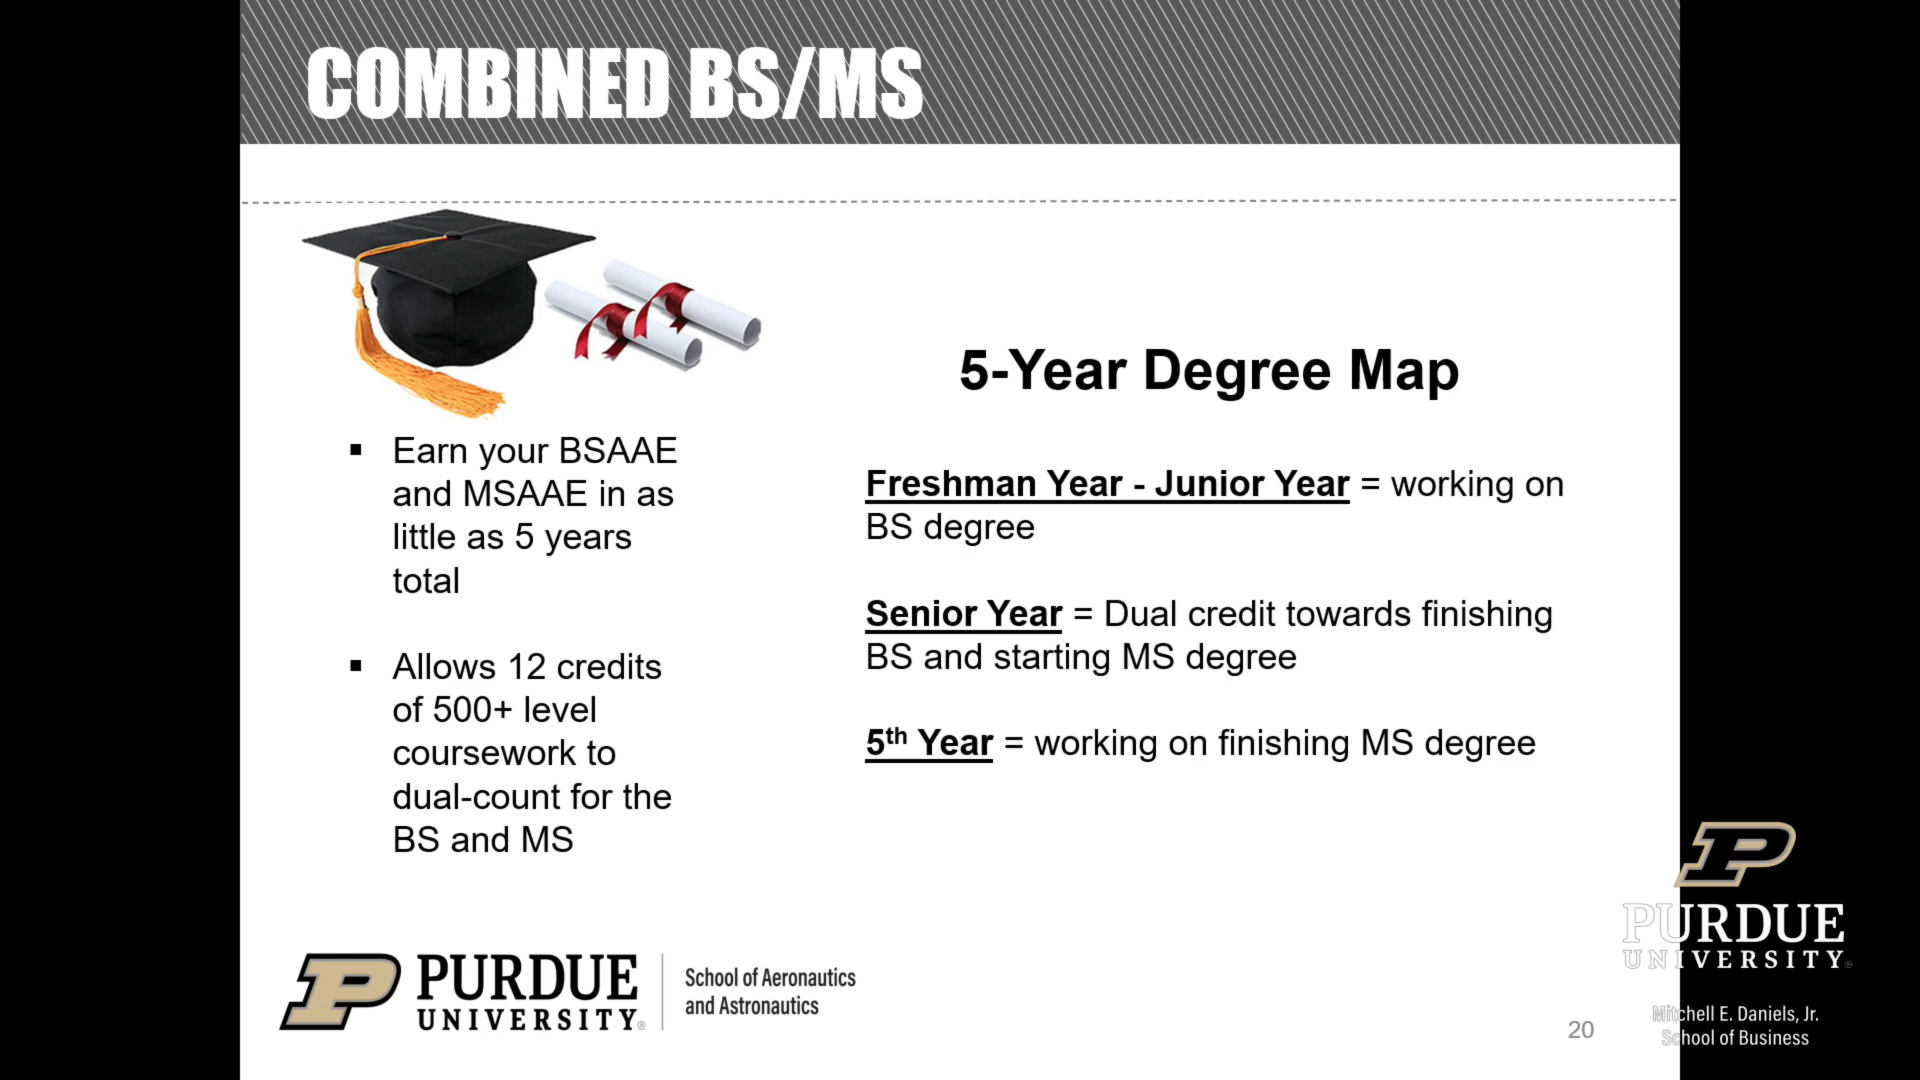 COMBINED BS/MS
▪ Earn your BSAAE
and MSAAE in as
little as 5 years
total
▪ Allows 12 credits
of 500+ level
coursework to
dual-count for the
BS and MS
5-Year Degree Map
Freshman Year - Junior Year = working on
BS degree
Senior Year = Dual credit towards finishing
BS and starting MS degree
5th Year = working on finishing MS degree
PURDUE
UNIVERSITY®
School of Aeronautics
and Astronautics
20
PURDUE
UNIVERSITY®
Mitchell E. Daniels, Jr.
School of Business